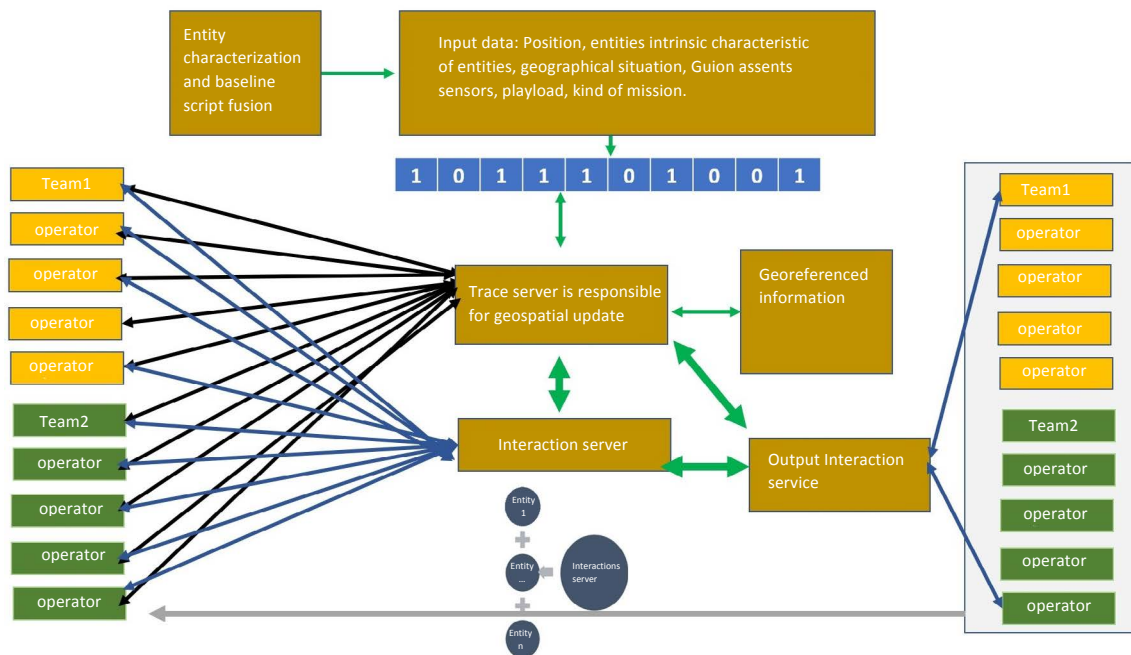 Entity
characterization
and baseline
script fusion
Input data: Position, entities intrinsic characteristic
of entities, geographical situation, Guion assents
sensors, playload, kind of mission.
1 0 1 1 1 0 1 0 0 1
Team1
operator
operator
operator
operator
Team2
operator
operator
operator
operator
Trace server is responsible
for geospatial update
Georeferenced
information
Interaction server
Output Interaction
service
Entity
1
Entity
...
Entity
n
Interactions
server
Team1
operator
operator
operator
operator
Team2
operator
operator
operator
operator